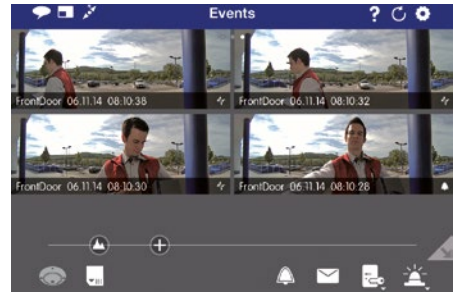 Events
?
FrontDoor 06.11.14 08:10:38
FrontDoor 06.11.14 08:10:32
FrontDoor 06.11.14 08:10:30
FrontDoor 06.11.14 08:10:28